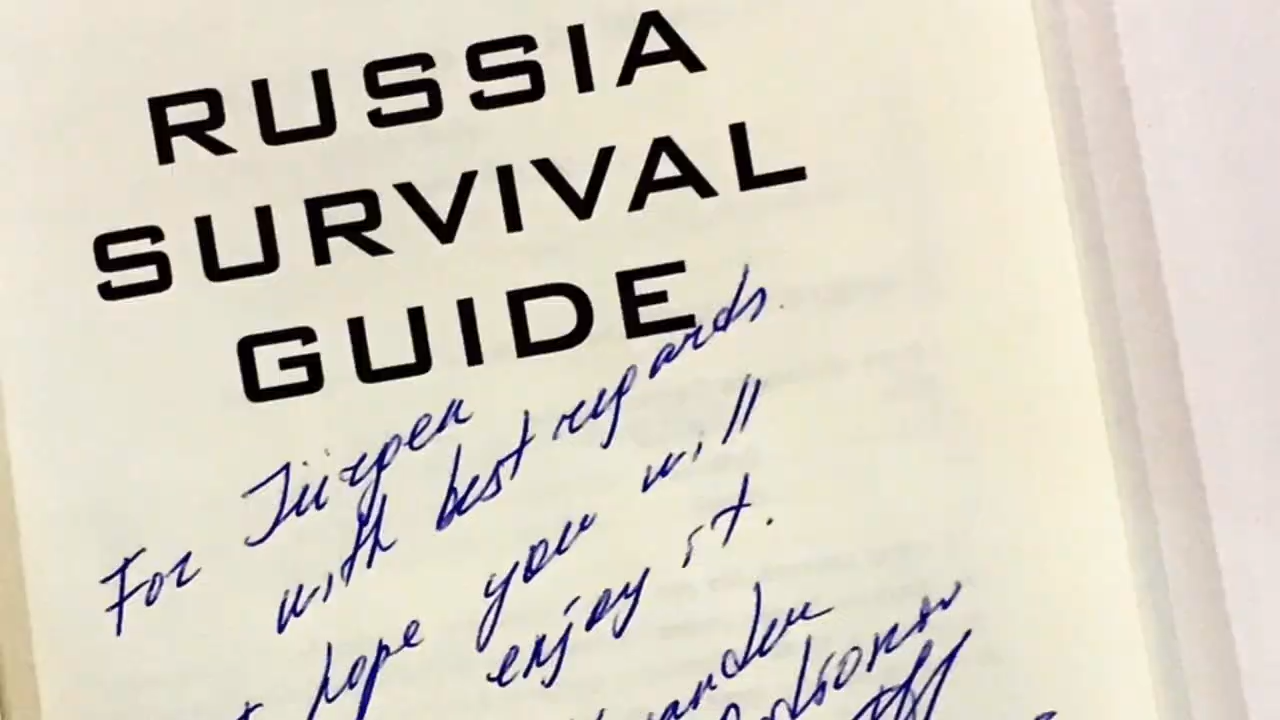 RUSSIA
SURVIVAL
GUIDE
For Jürgen
with best regards.
hope you will
enjoy it.